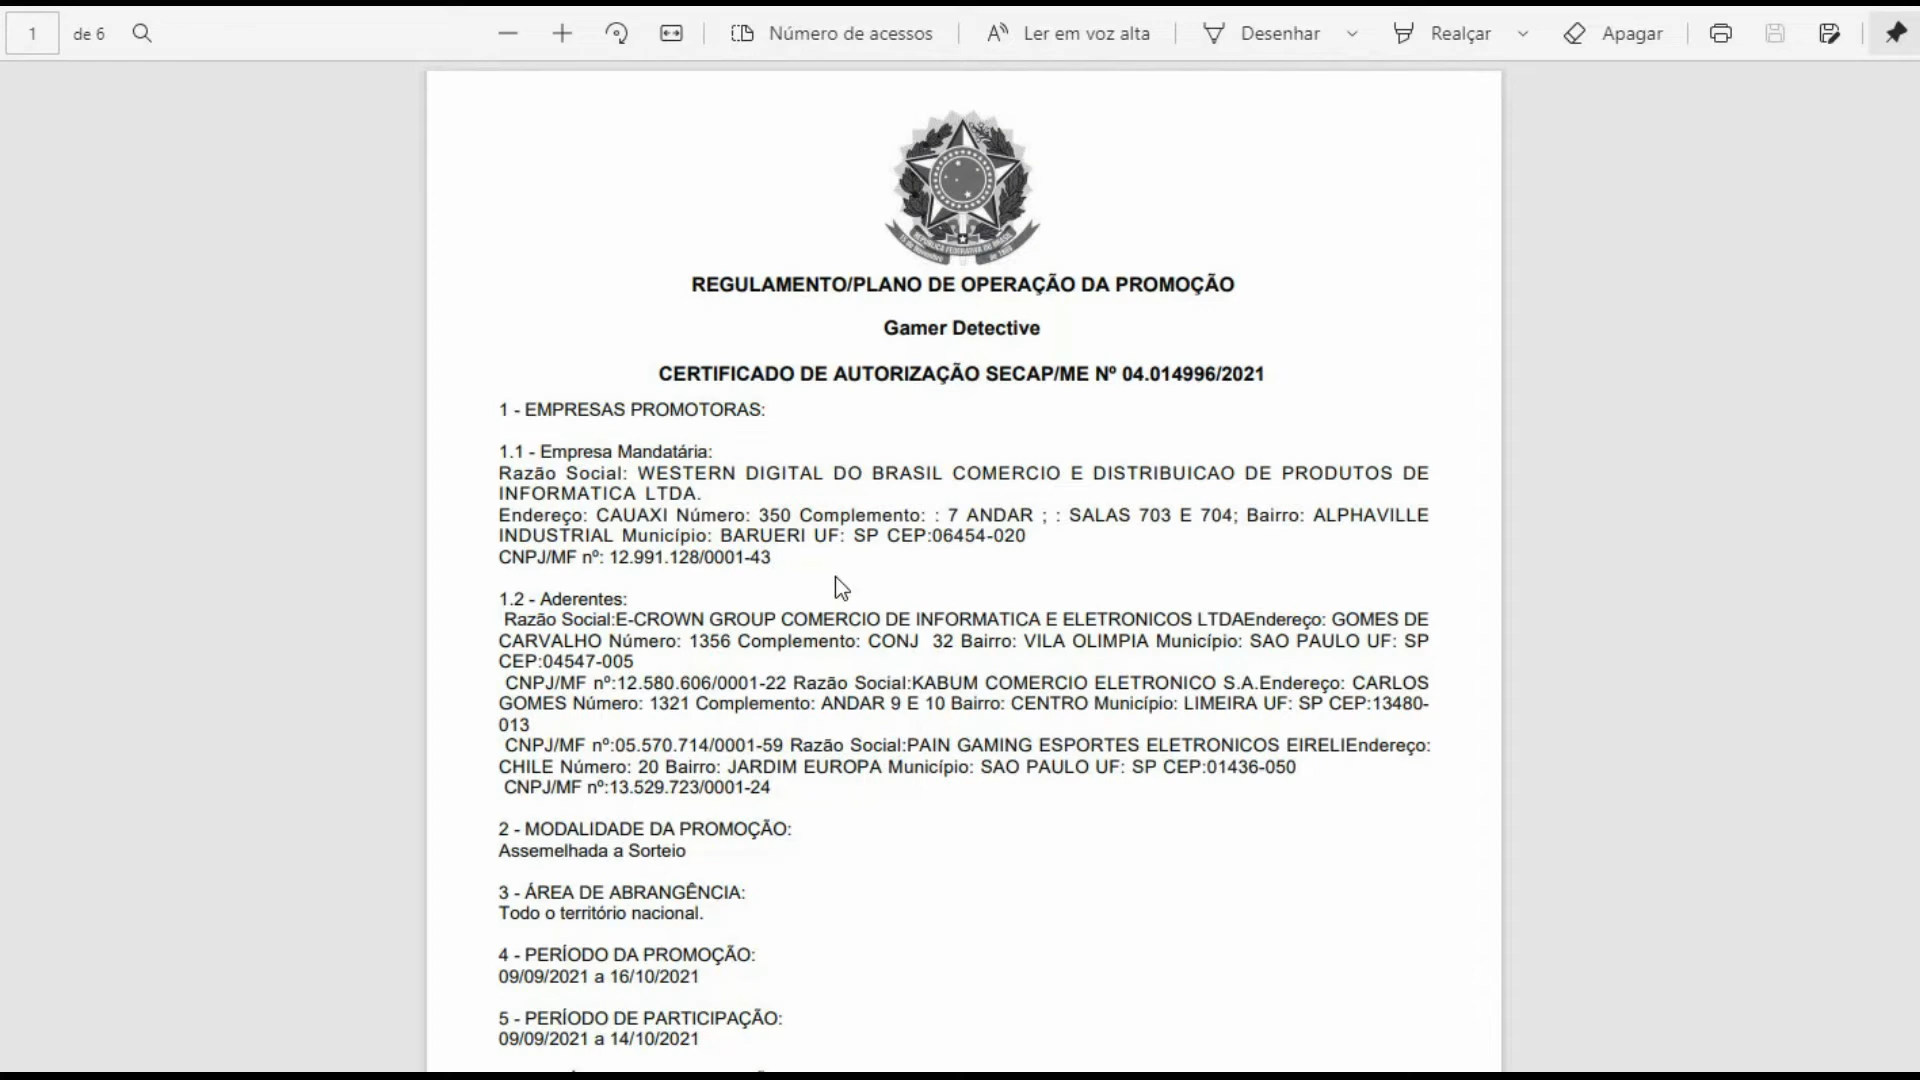 1 de 6 Número de acessos Ler em voz alta Desenhar Realçar Apagar
REPÚBLICA FEDERATIVA DO BRASIL
15 de Novembro de 1889
REGULAMENTO/PLANO DE OPERAÇÃO DA PROMOÇÃO
Gamer Detective
CERTIFICADO DE AUTORIZAÇÃO SECAP/ME Nº 04.014996/2021
1 - EMPRESAS PROMOTORAS:
1.1 - Empresa Mandatária:
Razão Social: WESTERN DIGITAL DO BRASIL COMERCIO E DISTRIBUICAO DE PRODUTOS DE
INFORMATICA LTDA.
Endereço: CAUAXI Número: 350 Complemento: : 7 ANDAR ; : SALAS 703 E 704; Bairro: ALPHAVILLE
INDUSTRIAL Município: BARUERI UF: SP CEP:06454-020
CNPJ/MF nº: 12.991.128/0001-43
1.2 - Aderentes:
Razão Social:E-CROWN GROUP COMERCIO DE INFORMATICA E ELETRONICOS LTDAEndereço: GOMES DE
CARVALHO Número: 1356 Complemento: CONJ 32 Bairro: VILA OLIMPIA Município: SAO PAULO UF: SP
CEP:04547-005
CNPJ/MF nº:12.580.606/0001-22 Razão Social:KABUM COMERCIO ELETRONICO S.A.Endereço: CARLOS
GOMES Número: 1321 Complemento: ANDAR 9 E 10 Bairro: CENTRO Município: LIMEIRA UF: SP CEP:13480-
013
CNPJ/MF nº:05.570.714/0001-59 Razão Social:PAIN GAMING ESPORTES ELETRONICOS EIRELIEndereço:
CHILE Número: 20 Bairro: JARDIM EUROPA Município: SAO PAULO UF: SP CEP:01436-050
CNPJ/MF nº:13.529.723/0001-24
2 - MODALIDADE DA PROMOÇÃO:
Assemelhada a Sorteio
3 - ÁREA DE ABRANGÊNCIA:
Todo o território nacional.
4 - PERÍODO DA PROMOÇÃO:
09/09/2021 a 16/10/2021
5 - PERÍODO DE PARTICIPAÇÃO:
09/09/2021 a 14/10/2021